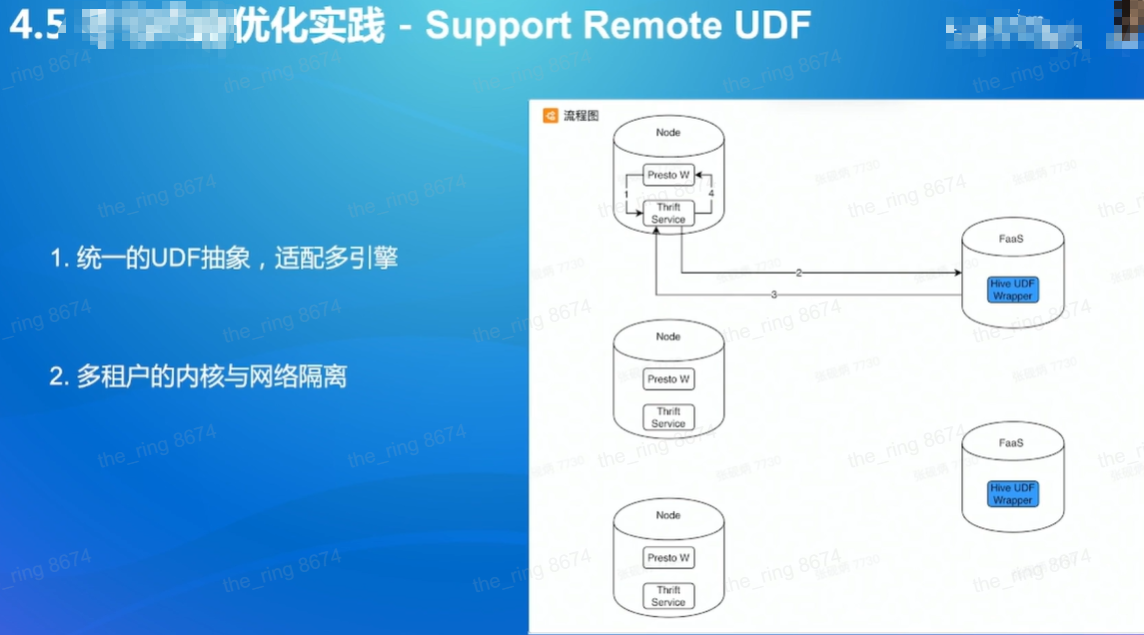 4.5 优化实践 - Support Remote UDF
1. 统一的UDF抽象，适配多引擎
2. 多租户的内核与网络隔离
流程图
Node
Presto W
1
4
Thrift
Service
FaaS
Hive UDF
Wrapper
2
3
Node
Presto W
Thrift
Service
FaaS
Hive UDF
Wrapper
Node
Presto W
Thrift
Service
the_ring 8674